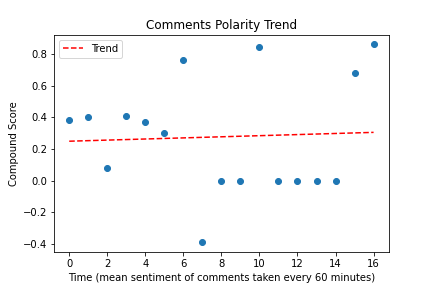 Comments Polarity Trend
Trend
0.8
0.6
0.4
0.2
0.0
−0.2
−0.4
Compound Score
0 2 4 6 8 10 12 14 16
Time (mean sentiment of comments taken every 60 minutes)